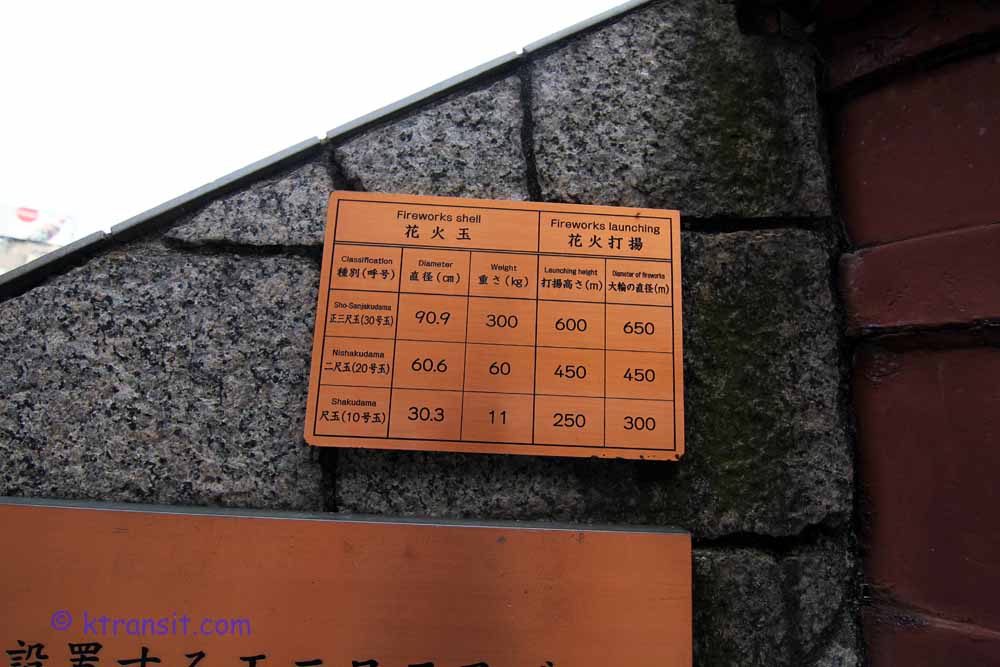 Fireworks shell
花火玉
Fireworks launching
花火打揚
Classification
種別(呼号)
Diameter
直径(cm)
Weight
重さ(kg)
Launching height
打揚高さ(m)
Diameter of fireworks
大輪の直径(m)
Sho-Sanjakudama
正三尺玉(30号玉)
90.9
300
600
650
Nishakudama
二尺玉(20号玉)
60.6
60
450
450
Shakudama
尺玉(10号玉)
30.3
11
250
300
© ktransit.com
設置する